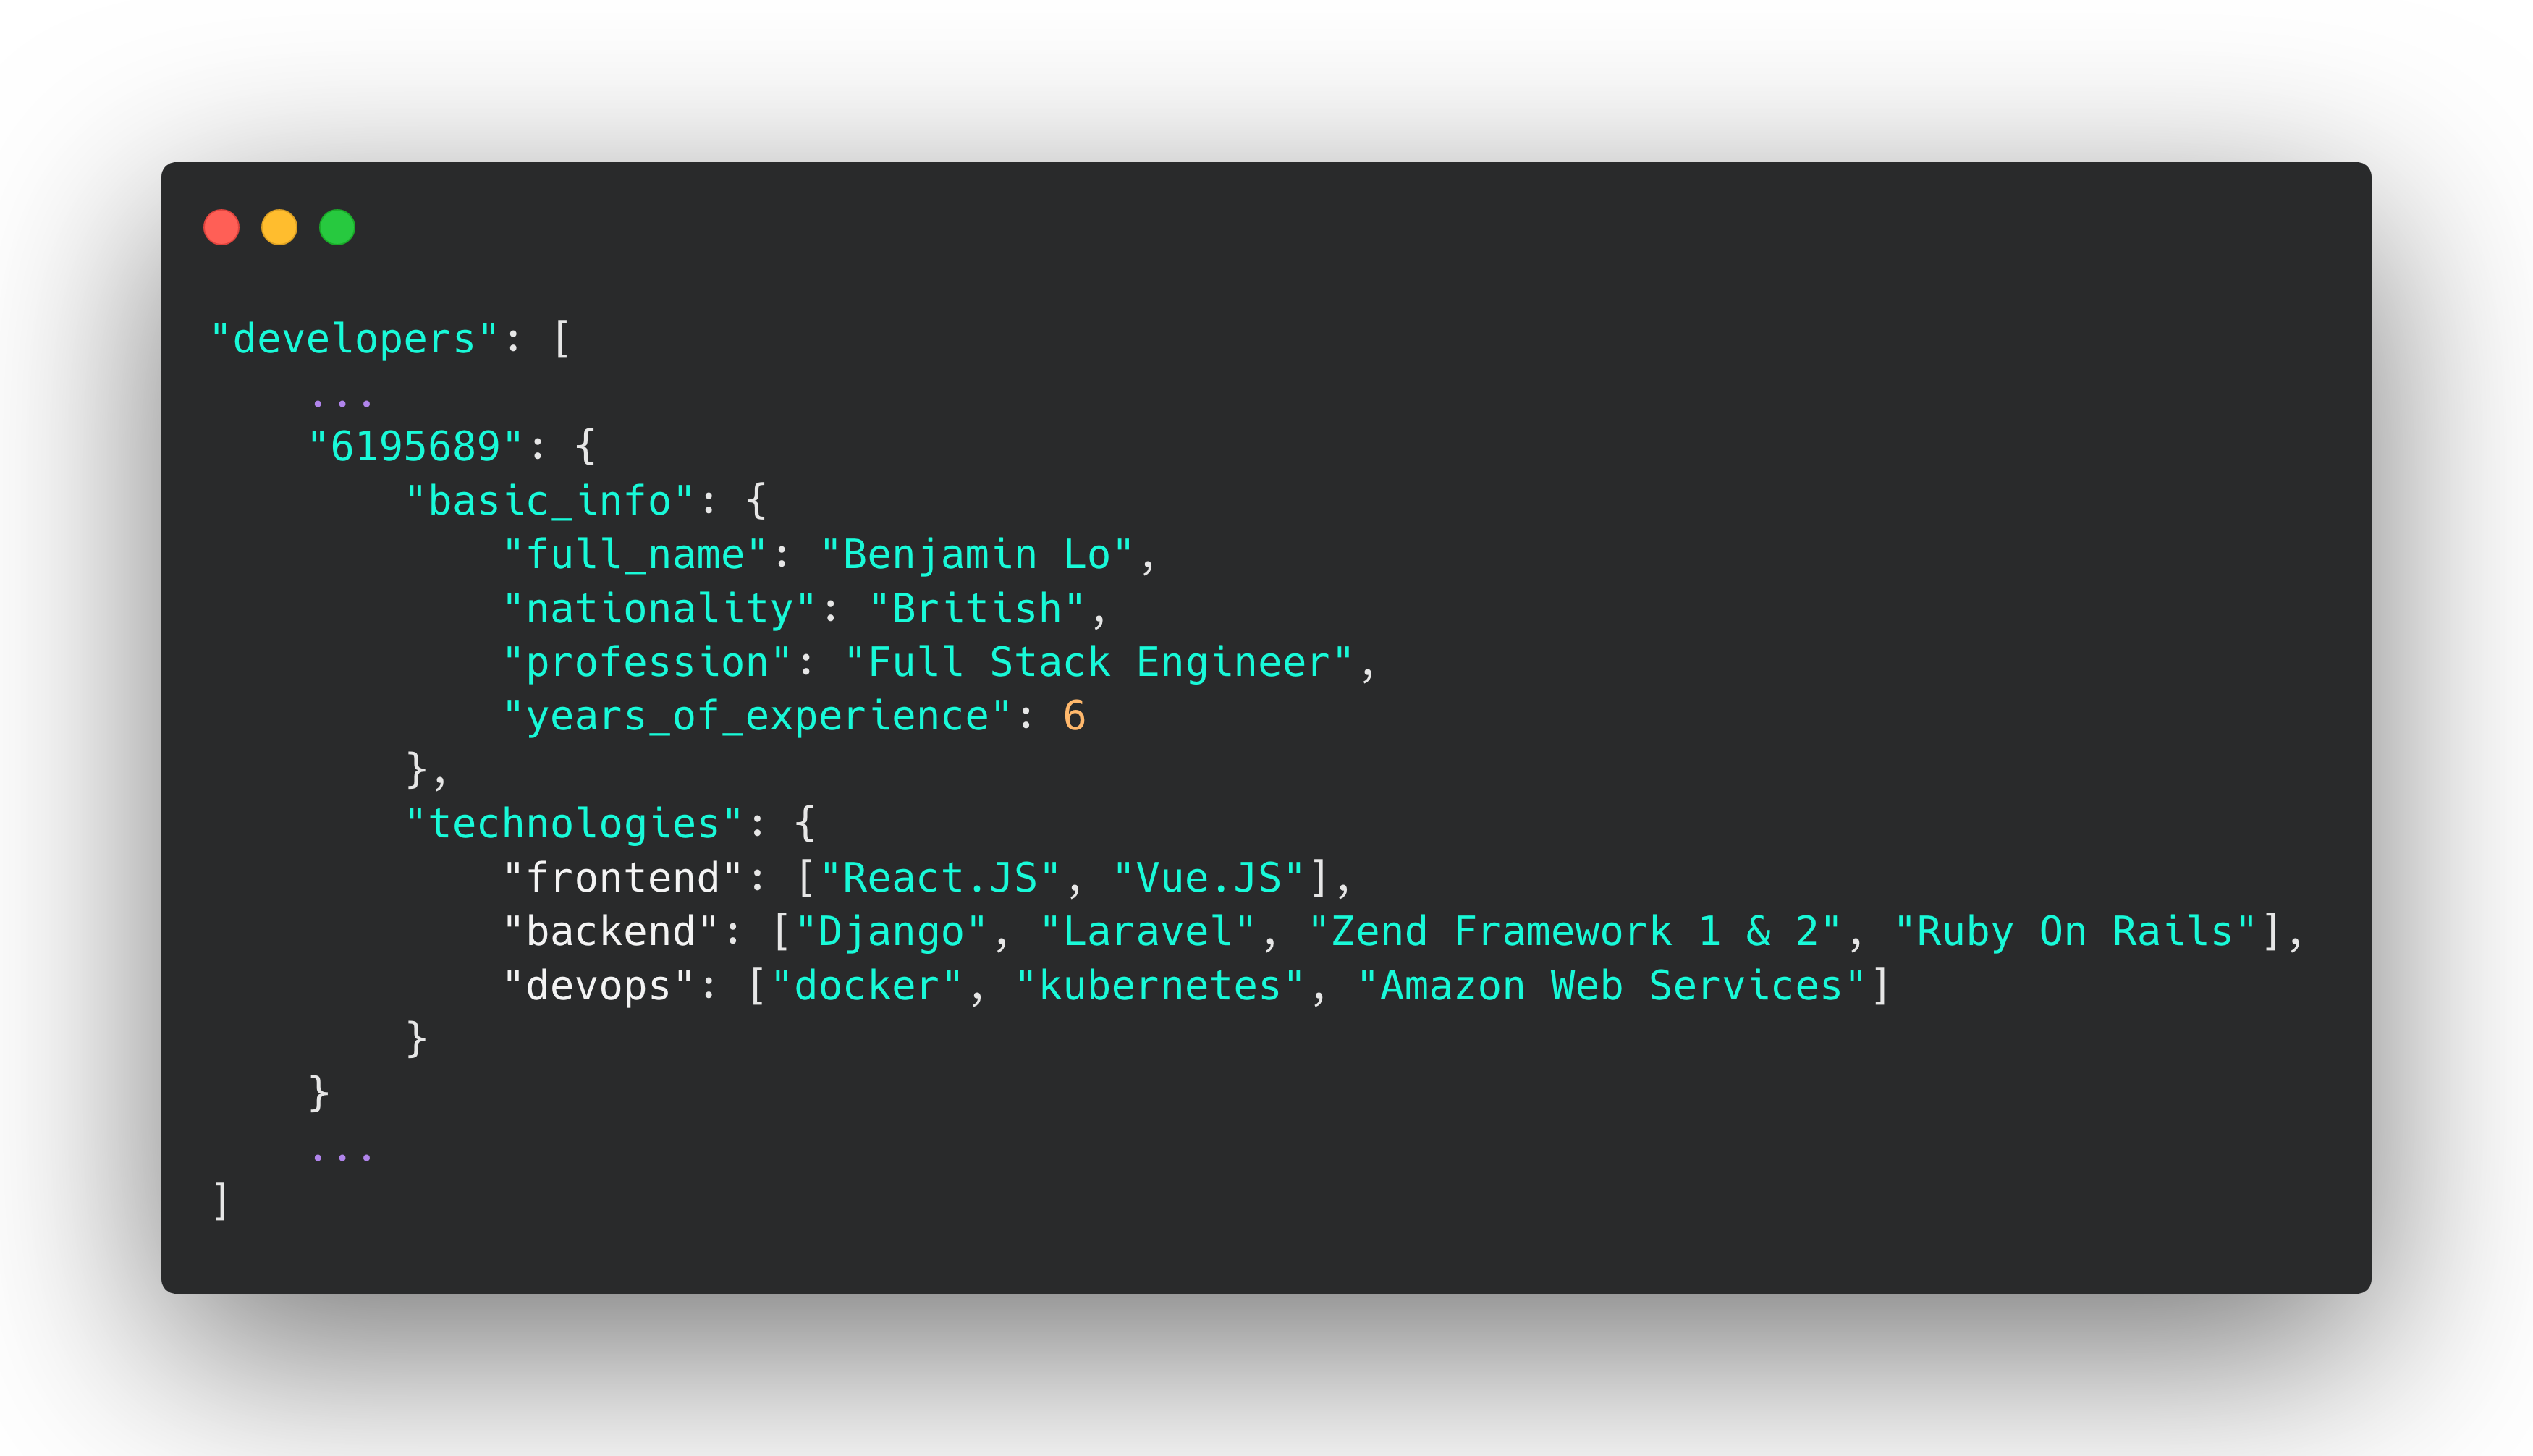 "developers": [
    ...
    "6195689": {
        "basic_info": {
            "full_name": "Benjamin Lo",
            "nationality": "British",
            "profession": "Full Stack Engineer",
            "years_of_experience": 6
        },
        "technologies": {
            "frontend": ["React.JS", "Vue.JS"],
            "backend": ["Django", "Laravel", "Zend Framework 1 & 2", "Ruby On Rails"],
            "devops": ["docker", "kubernetes", "Amazon Web Services"]
        }
    }
    ...
]